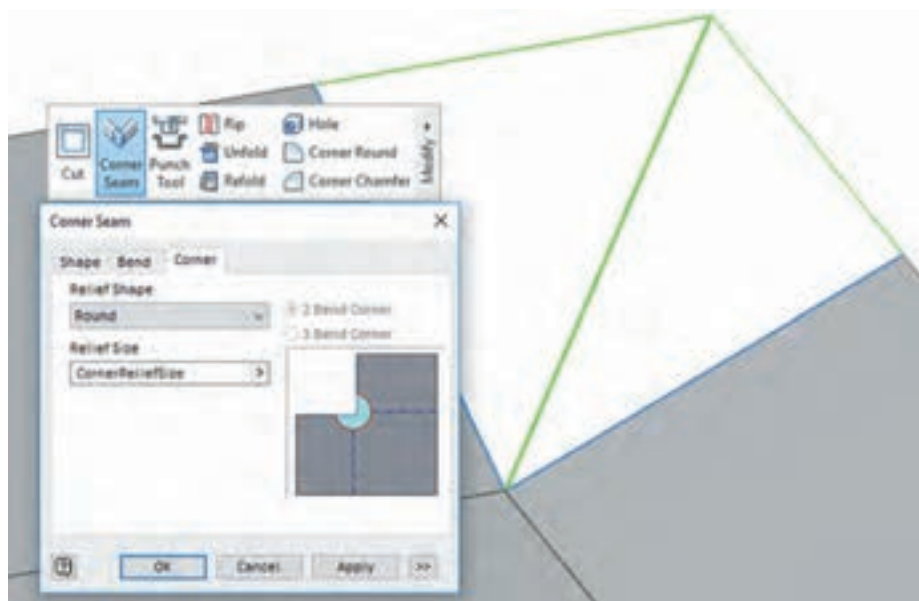 Rip
Hole
Unfold
Corner Round
Cut
Corner
Seam
Punch
Tool
Refold
Corner Chamfer
Modify
Corner Seam
Shape Bend Corner
Relief Shape
Round
2 Bend Corner
3 Bend Corner
Relief Size
CornerReliefSize >
? OK Cancel Apply >>